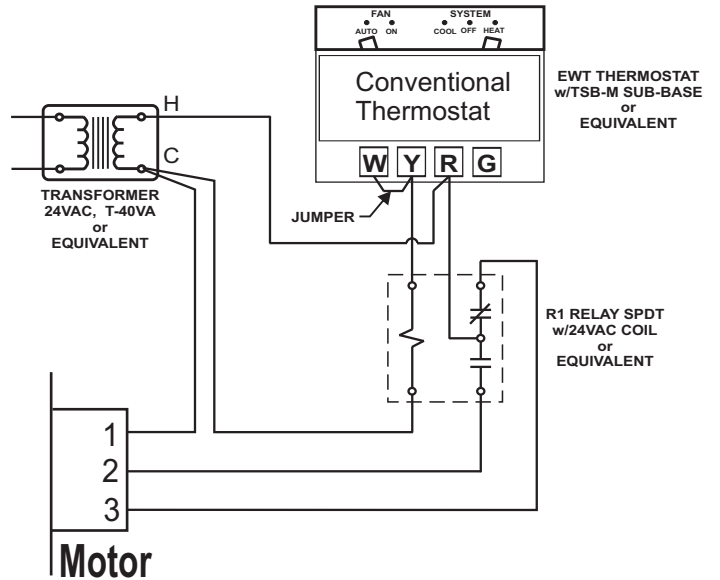 FAN
SYSTEM
AUTO ON
COOL OFF HEAT
Conventional
Thermostat
W Y R G
EWT THERMOSTAT
w/TSB-M SUB-BASE
or
EQUIVALENT
H
C
TRANSFORMER
24VAC, T-40VA
or
EQUIVALENT
JUMPER
R1 RELAY SPDT
w/24VAC COIL
or
EQUIVALENT
1
2
3
Motor